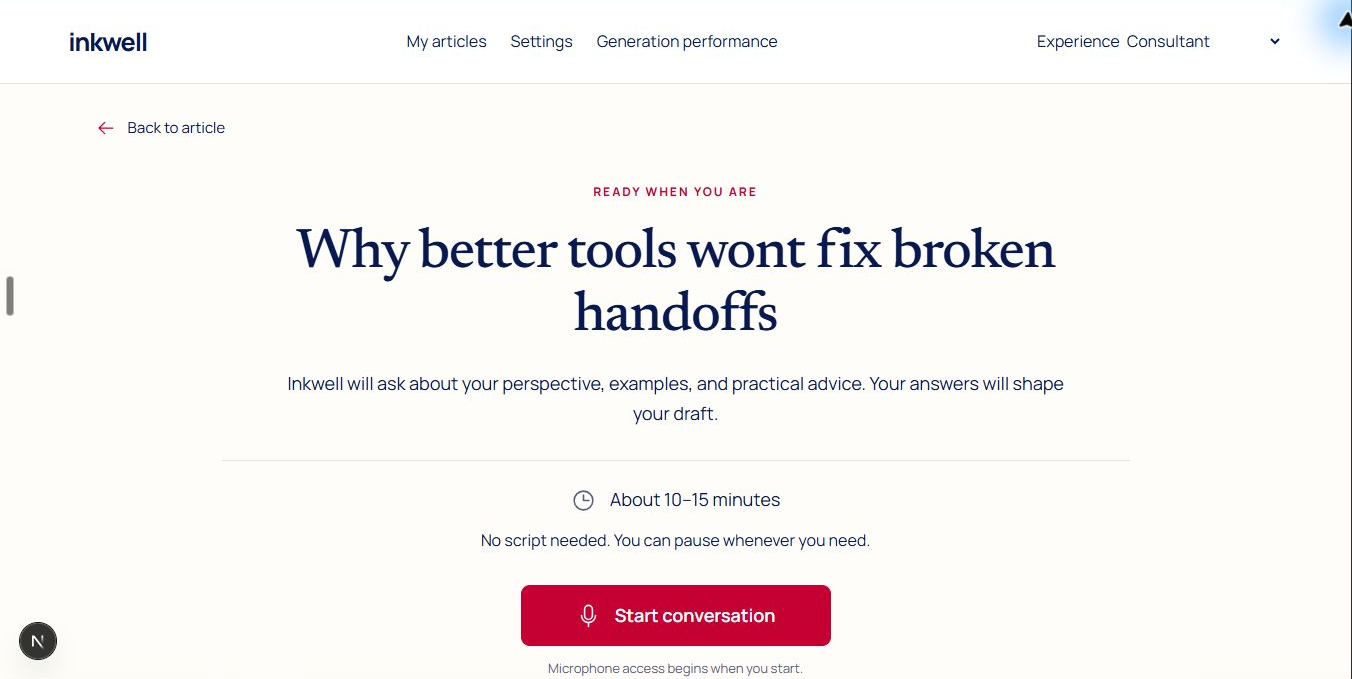 inkwell
My articles Settings Generation performance
Experience Consultant
Back to article
READY WHEN YOU ARE
Why better tools wont fix broken
handoffs
Inkwell will ask about your perspective, examples, and practical advice. Your answers will shape
your draft.
About 10–15 minutes
No script needed. You can pause whenever you need.
Start conversation
N
Microphone access begins when you start.